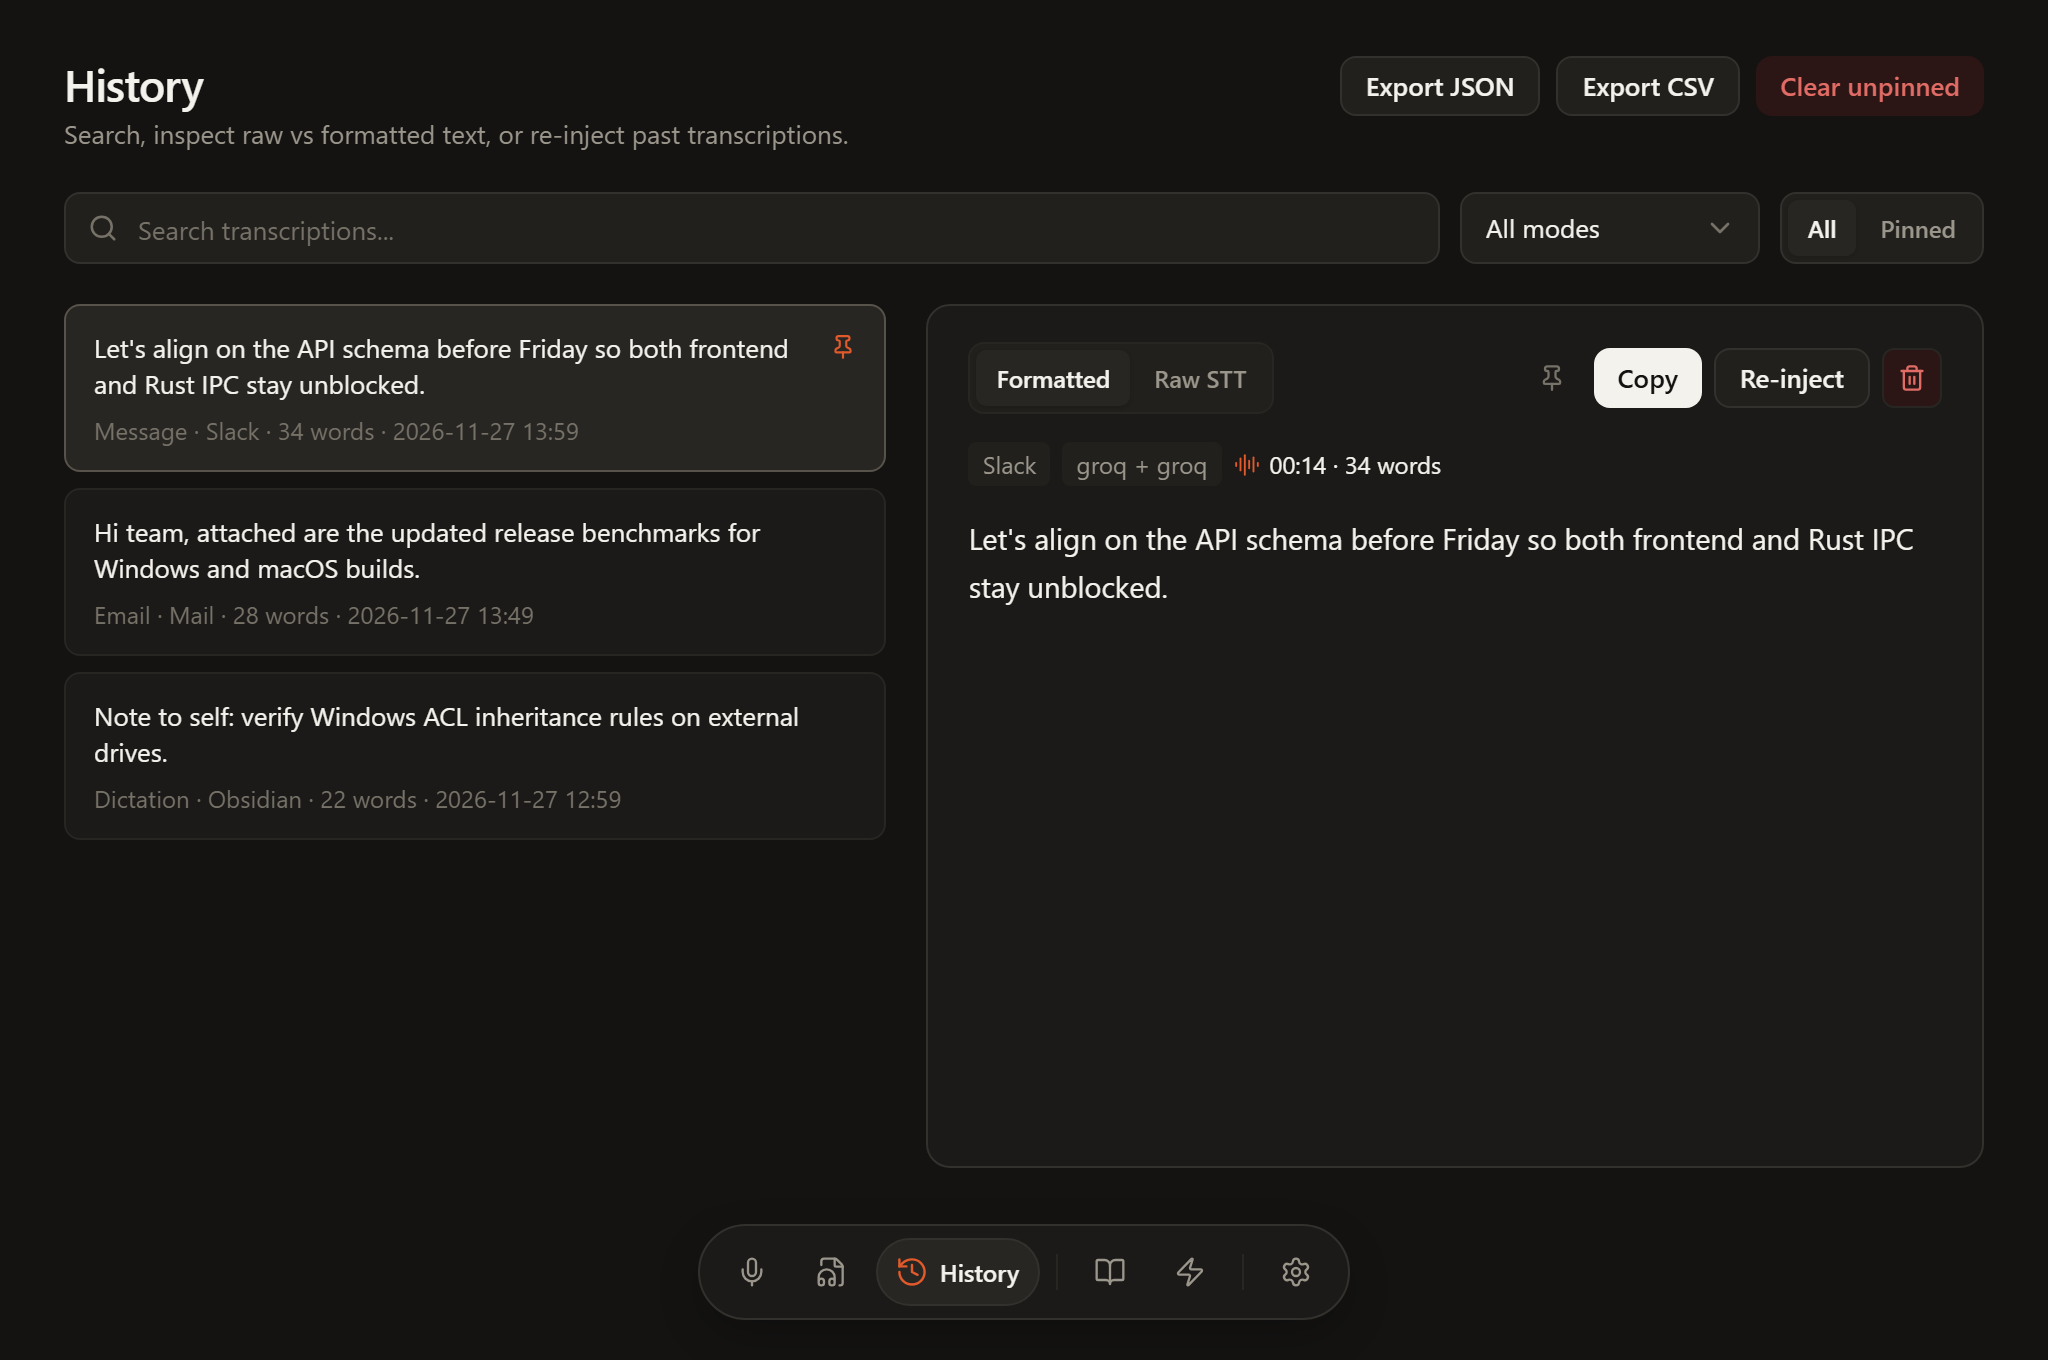 History
Search, inspect raw vs formatted text, or re-inject past transcriptions.
Export JSON
Export CSV
Clear unpinned
Search transcriptions...
All modes
All
Pinned
Let's align on the API schema before Friday so both frontend
and Rust IPC stay unblocked.
Message · Slack · 34 words · 2026-11-27 13:59
Hi team, attached are the updated release benchmarks for
Windows and macOS builds.
Email · Mail · 28 words · 2026-11-27 13:49
Note to self: verify Windows ACL inheritance rules on external
drives.
Dictation · Obsidian · 22 words · 2026-11-27 12:59
Formatted
Raw STT
Copy
Re-inject
Slack
groq + groq
00:14 · 34 words
Let's align on the API schema before Friday so both frontend and Rust IPC
stay unblocked.
History